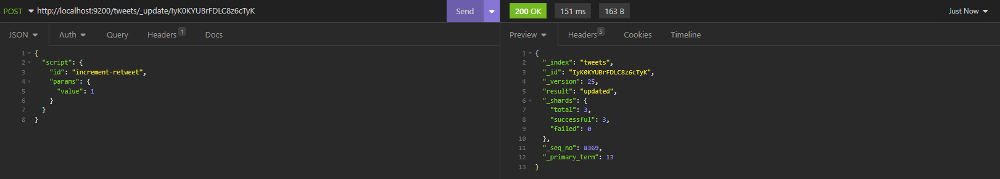 POST http://localhost:9200/tweets/_update/IyK0KYUBrFDLC8z6cTyK Send
JSON Auth Query Headers 1 Docs
1 {
2 "script": {
3 "id": "increment-retweet",
4 "params": {
5 "value": 1
6 }
7 }
8 }
200 OK 151 ms 163 B Just Now
Preview Headers 3 Cookies Timeline
1 {
2 "_index": "tweets",
3 "_id": "IyK0KYUBrFDLC8z6cTyK",
4 "_version": 25,
5 "result": "updated",
6 "_shards": {
7 "total": 3,
8 "successful": 3,
9 "failed": 0
10 },
11 "_seq_no": 8369,
12 "_primary_term": 13
13 }